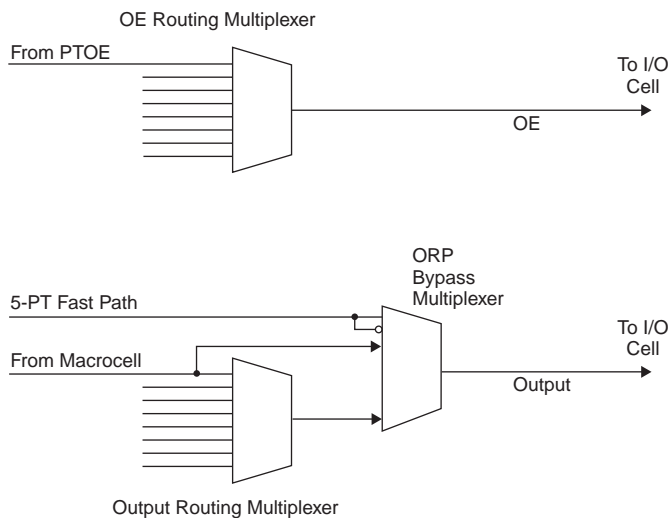 OE Routing Multiplexer
From PTOE
To I/O
Cell
OE
ORP
Bypass
Multiplexer
5-PT Fast Path
To I/O
Cell
From Macrocell
Output
Output Routing Multiplexer